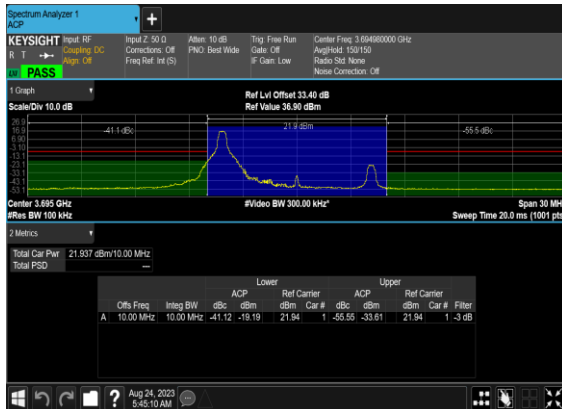 Spectrum Analyzer 1
ACP
+
KEYSIGHT Input: RF Input Z: 50 Ω Atten: 10 dB Trig: Free Run Center Freq: 3.694980000 GHz
R T Coupling: DC Corrections: Off PNO: Best Wide Gate: Off Avg|Hold: 150/150
Align: Off Freq Ref: Int (S) IF Gain: Low Radio Std: None
LXI PASS Noise Correction: Off
1 Graph Ref Lvl Offset 33.40 dB
Scale/Div 10.0 dB Ref Value 36.90 dBm
26.9
16.9 -41.1 dBc 21.9 dBm -55.5 dBc
6.90
-3.10
-13.1
-23.1
-33.1
-43.1
-53.1
Center 3.695 GHz #Video BW 300.00 kHz* Span 30 MH
#Res BW 100 kHz Sweep Time 20.0 ms (1001 pts
2 Metrics
Total Car Pwr 21.937 dBm/10.00 MHz
Total PSD ---
Lower Upper
ACP Ref Carrier ACP Ref Carrier
Offs Freq Integ BW dBc dBm dBm Car # dBc dBm dBm Car # Filter
A 10.00 MHz 10.00 MHz -41.12 -19.19 21.94 1 -55.55 -33.61 21.94 1 -3 dB
? Aug 24, 2023
5:45:10 AM